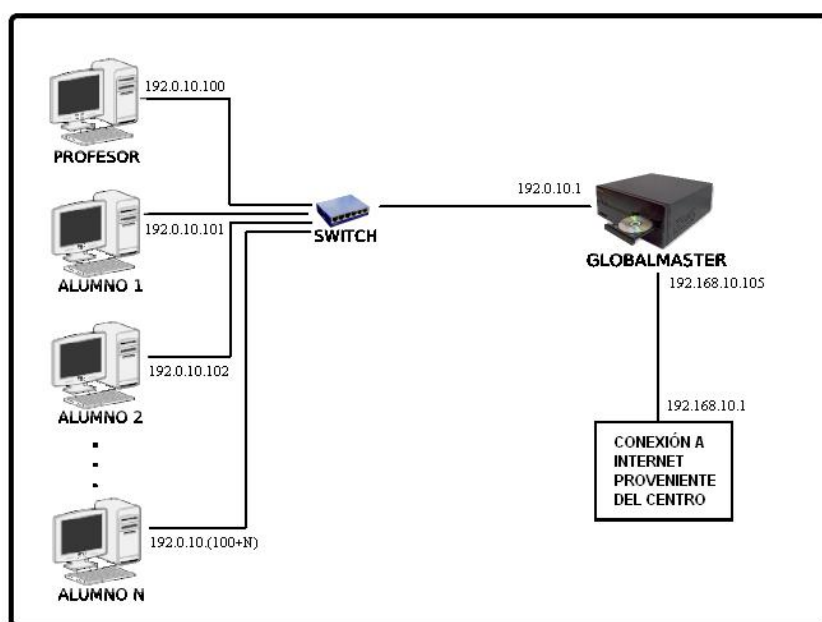 192.0.10.100
PROFESOR
192.0.10.101
ALUMNO 1
192.0.10.102
ALUMNO 2
192.0.10.(100+N)
ALUMNO N
SWITCH
192.0.10.1
GLOBALMASTER
192.168.10.105
192.168.10.1
CONEXIÓN A
INTERNET
PROVENIENTE
DEL CENTRO